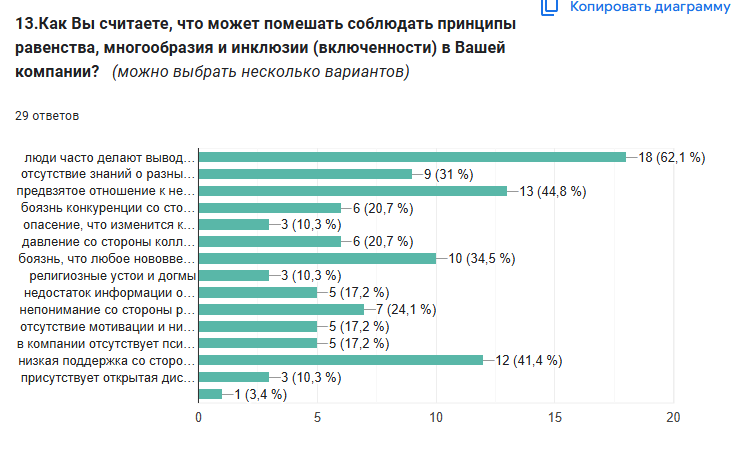 Копировать диаграмму
13.Как Вы считаете, что может помешать соблюдать принципы
равенства, многообразия и инклюзии (включенности) в Вашей
компании? (можно выбрать несколько вариантов)
29 ответов
люди часто делают вывод… 18 (62,1 %)
отсутствие знаний о разны… 9 (31 %)
предвзятое отношение к не… 13 (44,8 %)
боязнь конкуренции со сто… 6 (20,7 %)
опасение, что изменится к… 3 (10,3 %)
давление со стороны колл… 6 (20,7 %)
боязнь, что любое нововве… 10 (34,5 %)
религиозные устои и догмы 3 (10,3 %)
недостаток информации о… 5 (17,2 %)
непонимание со стороны р… 7 (24,1 %)
отсутствие мотивации и ни… 5 (17,2 %)
в компании отсутствует пси… 5 (17,2 %)
низкая поддержка со сторо… 12 (41,4 %)
присутствует открытая дис… 3 (10,3 %)
1 (3,4 %)
0 5 10 15 20